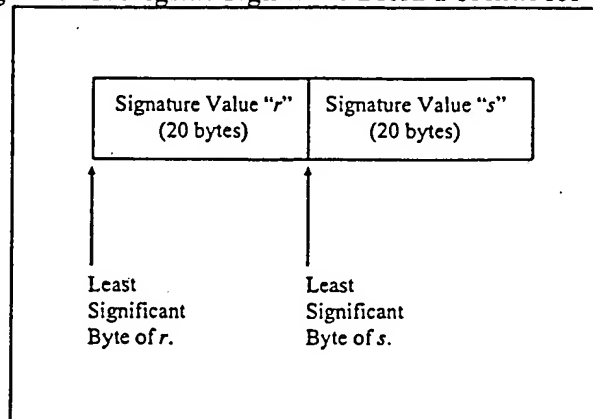 Signature Value “r”
(20 bytes)
Signature Value “s”
(20 bytes)
Least
Significant
Byte of r.
Least
Significant
Byte of s.